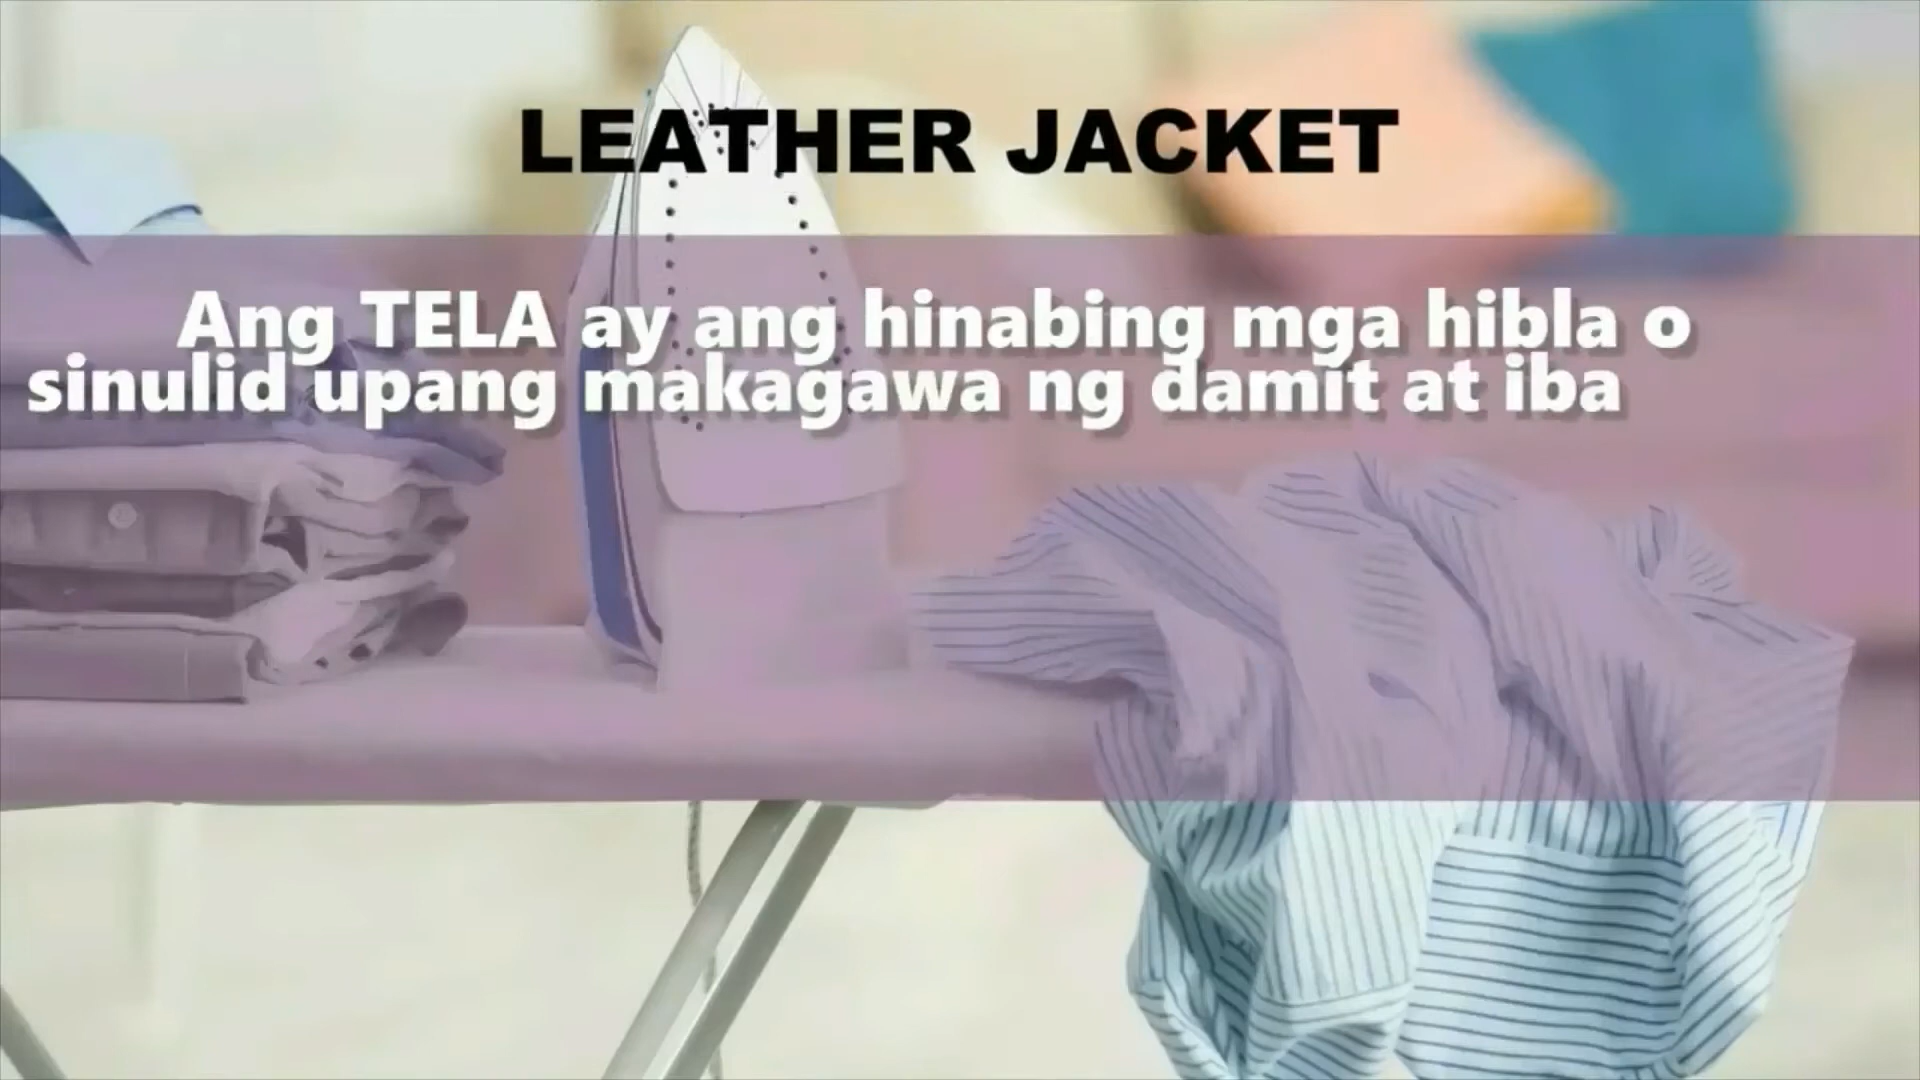 LEATHER JACKET
Ang TELA ay ang hinabing mga hibla o
sinulid upang makagawa ng damit at iba